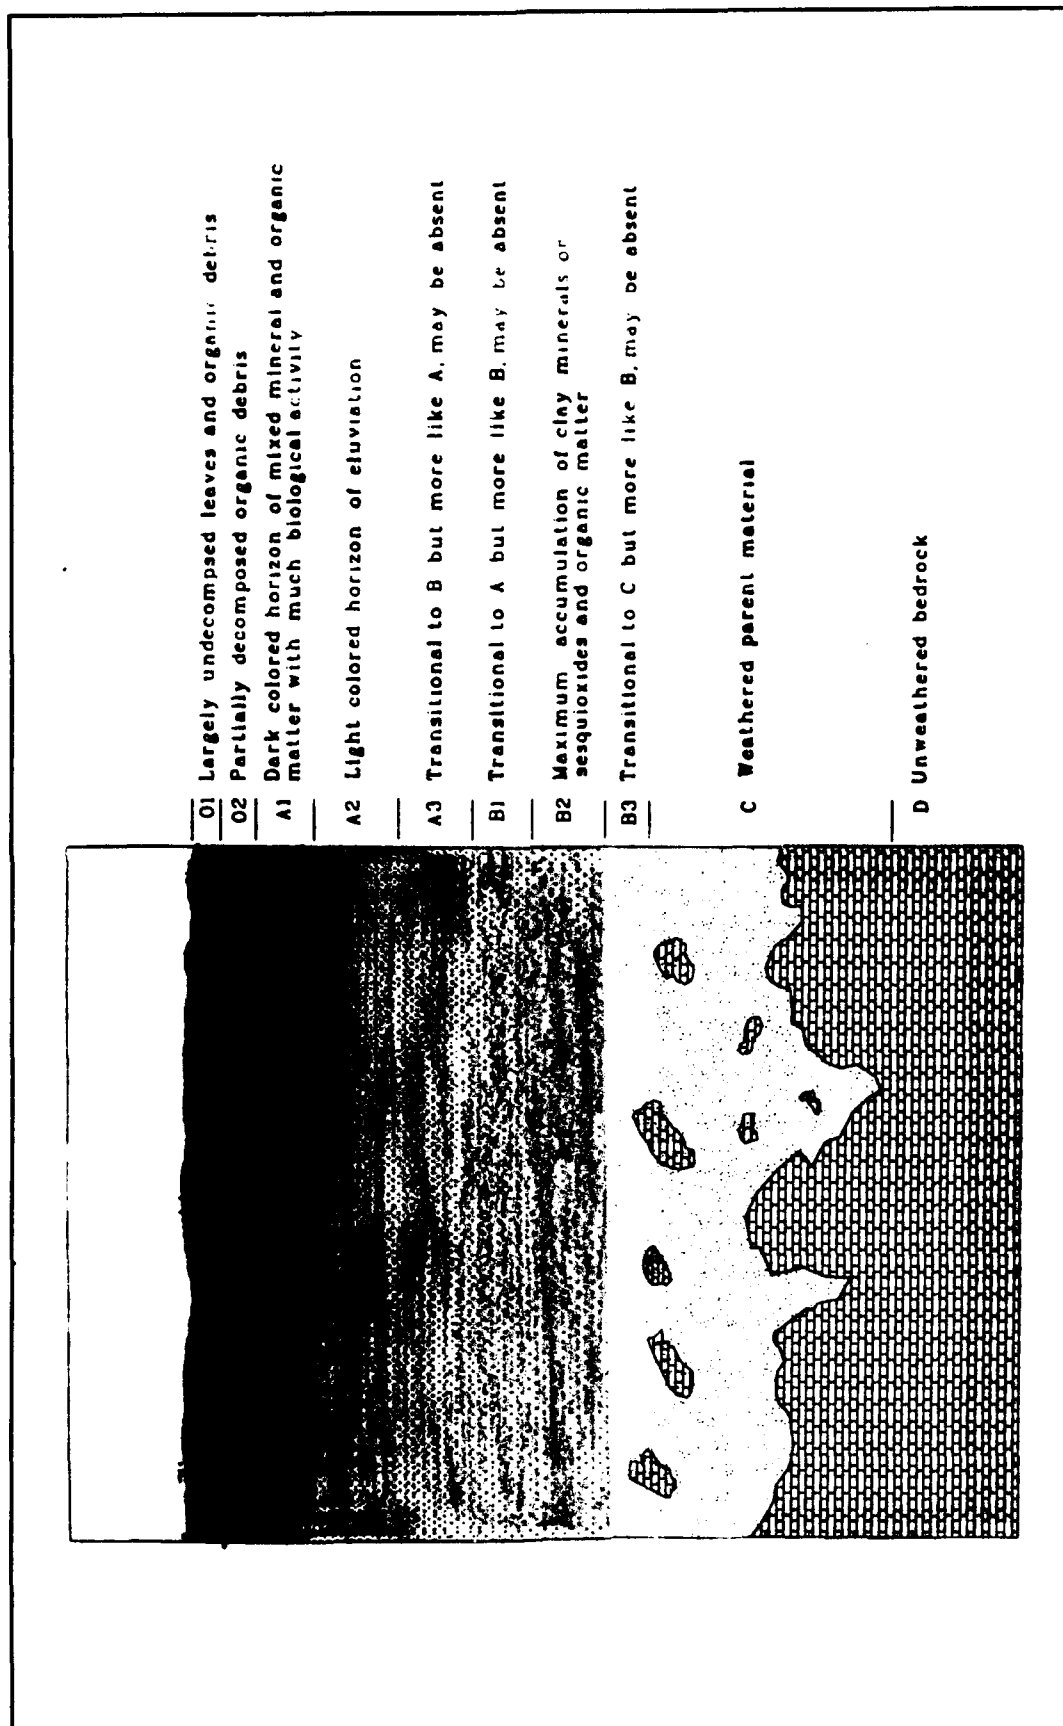 O1 Largely undecompsed leaves and organic debris
O2 Partially decomposed organic debris
A1 Dark colored horizon of mixed mineral and organic
matter with much biological activity
A2 Light colored horizon of eluviation
A3 Transitional to B but more like A, may be absent
B1 Transitional to A but more like B, may be absent
B2 Maximum accumulation of clay minerals or
sesquioxides and organic matter
B3 Transitional to C but more like B, may be absent
C Weathered parent material
D Unweathered bedrock